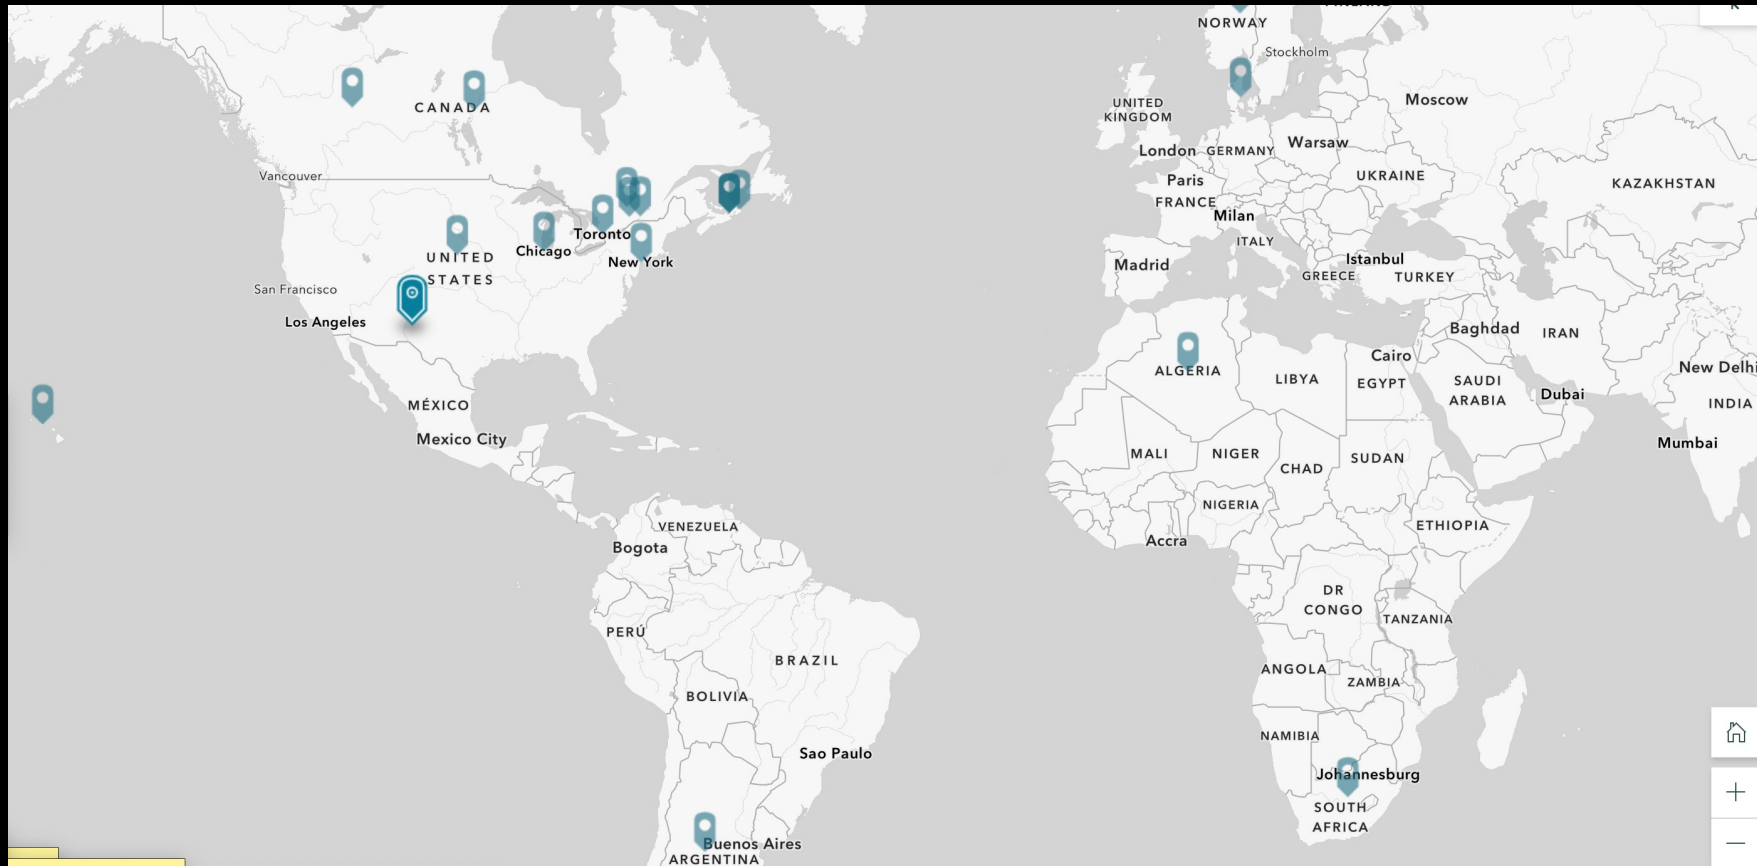 NORWAY
Stockholm
CANADA
UNITED
KINGDOM
Moscow
London
GERMANY
Warsaw
Vancouver
Paris
UKRAINE
KAZAKHSTAN
FRANCE
Milan
Toronto
Chicago
New York
UNITED
STATES
ITALY
Madrid
Istanbul
GREECE
TURKEY
San Francisco
Los Angeles
Baghdad
IRAN
Cairo
ALGERIA
LIBYA
EGYPT
SAUDI
ARABIA
Dubai
New Delhi
INDIA
MÉXICO
Mexico City
Mumbai
MALI
NIGER
CHAD
SUDAN
NIGERIA
ETHIOPIA
VENEZUELA
Bogota
Accra
DR
CONGO
TANZANIA
PERÚ
BRAZIL
ANGOLA
ZAMBIA
BOLIVIA
NAMIBIA
Sao Paulo
Johannesburg
SOUTH
AFRICA
Buenos Aires
ARGENTINA